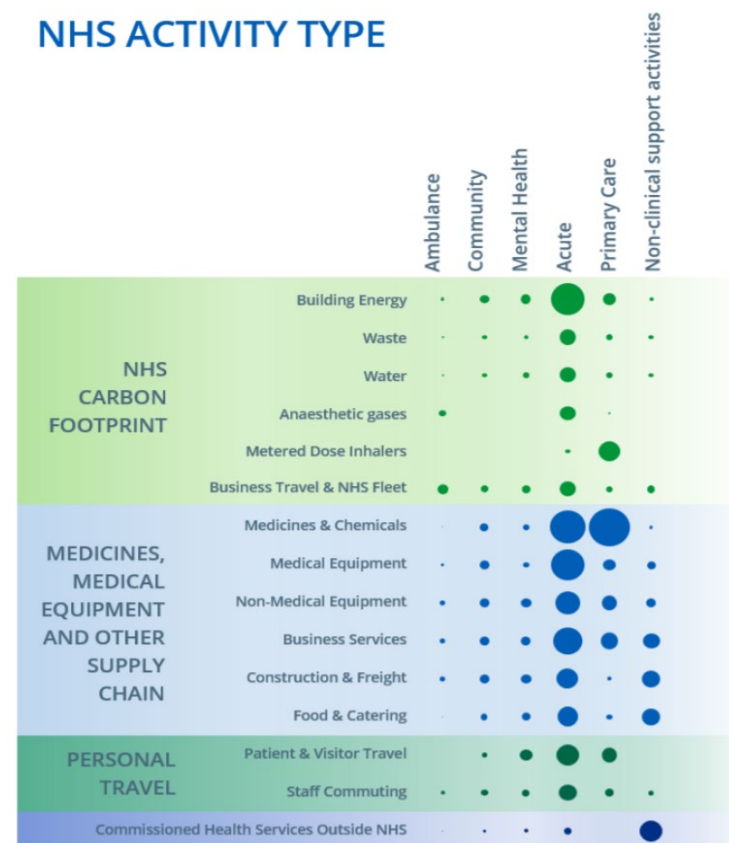 NHS ACTIVITY TYPE
Ambulance
Community
Mental Health
Acute
Primary Care
Non-clinical support activities
NHS
CARBON
FOOTPRINT
Building Energy
Waste
Water
Anaesthetic gases
Metered Dose Inhalers
Business Travel & NHS Fleet
MEDICINES,
MEDICAL
EQUIPMENT
AND OTHER
SUPPLY
CHAIN
Medicines & Chemicals
Medical Equipment
Non-Medical Equipment
Business Services
Construction & Freight
Food & Catering
PERSONAL
TRAVEL
Patient & Visitor Travel
Staff Commuting
Commissioned Health Services Outside NHS